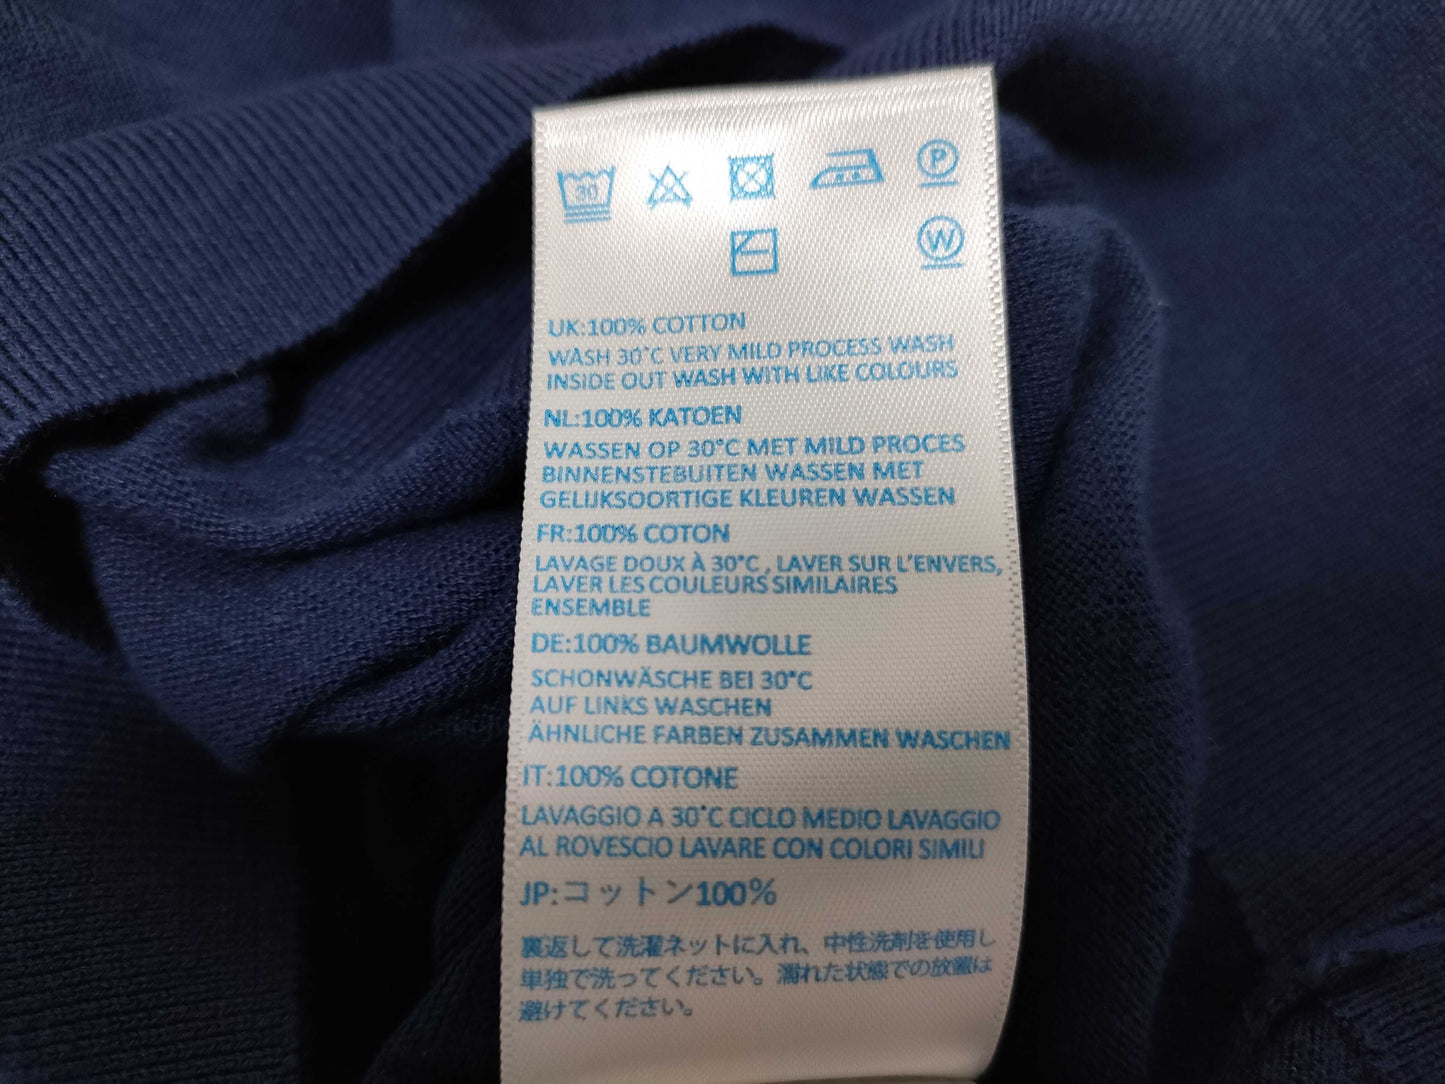 30
P
W
UK:100% COTTON
WASH 30°C VERY MILD PROCESS WASH
INSIDE OUT WASH WITH LIKE COLOURS
NL:100% KATOEN
WASSEN OP 30°C MET MILD PROCES
BINNENSTEBUITEN WASSEN MET
GELIJKSOORTIGE KLEUREN WASSEN
FR:100% COTON
LAVAGE DOUX À 30°C , LAVER SUR L'ENVERS,
LAVER LES COULEURS SIMILAIRES
ENSEMBLE
DE:100% BAUMWOLLE
SCHONWÄSCHE BEI 30°C
AUF LINKS WASCHEN
ÄHNLICHE FARBEN ZUSAMMEN WASCHEN
IT:100% COTONE
LAVAGGIO A 30°C CICLO MEDIO LAVAGGIO
AL ROVESCIO LAVARE CON COLORI SIMILI
JP:コットン100%
裏返して洗濯ネットに入れ、中性洗剤を使用し
単独で洗ってください。濡れた状態での放置は
避けてください。